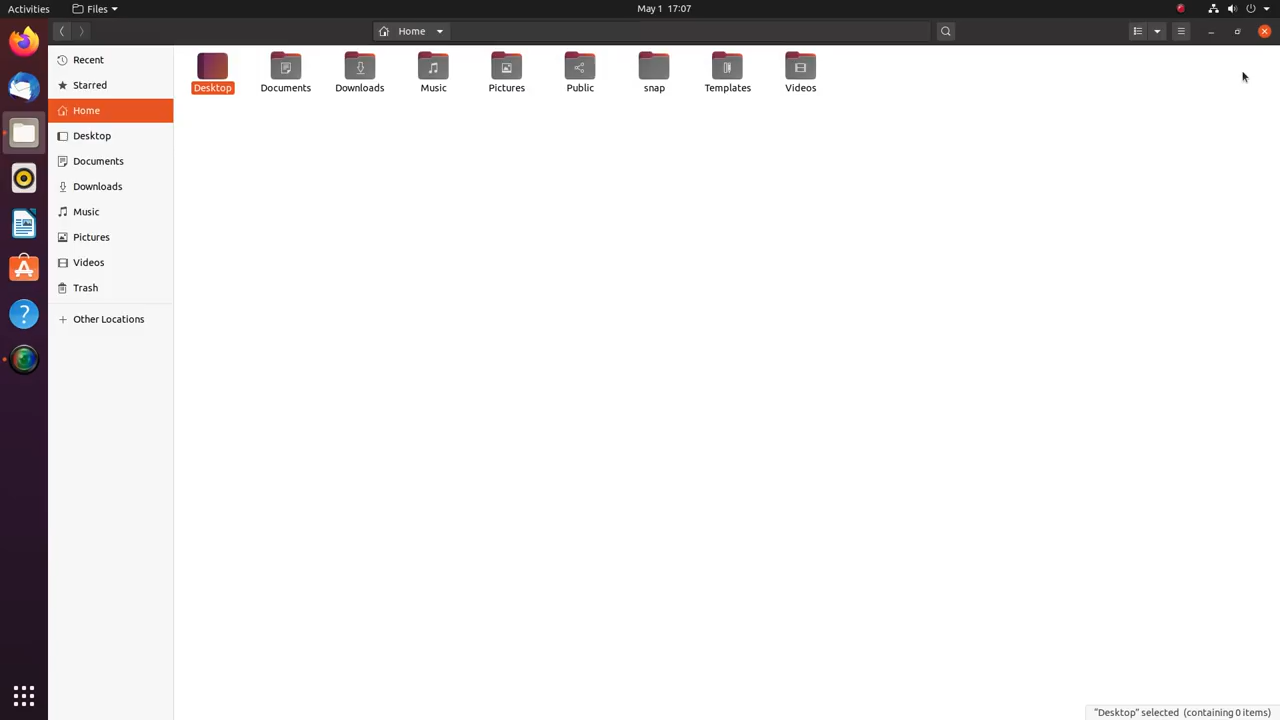 Activities
Files
May 1 17:07
Home
Recent
Starred
Home
Desktop
Documents
Downloads
Music
Pictures
Videos
Trash
Other Locations
Desktop
Documents
Downloads
Music
Pictures
Public
snap
Templates
Videos
"Desktop" selected (containing 0 items)